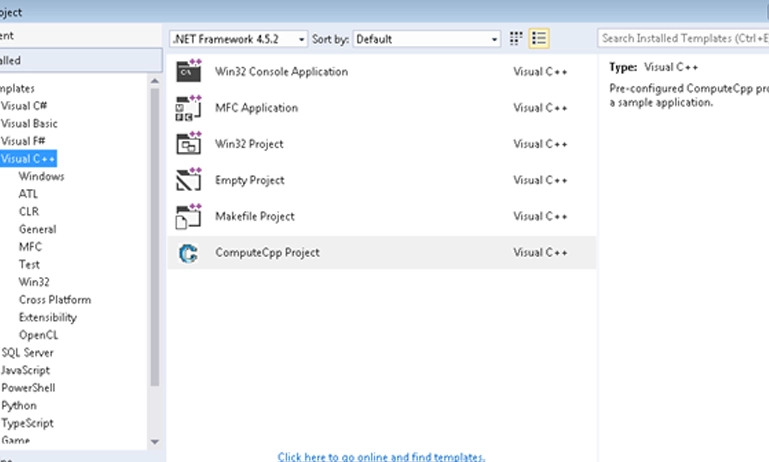 oject
ent
alled
mplates
Visual C#
Visual Basic
Visual F#
Visual C++
Windows
ATL
CLR
General
MFC
Test
Win32
Cross Platform
Extensibility
OpenCL
SQL Server
JavaScript
PowerShell
Python
TypeScript
Game
.NET Framework 4.5.2 Sort by: Default
Win32 Console Application Visual C++
MFC Application Visual C++
Win32 Project Visual C++
Empty Project Visual C++
Makefile Project Visual C++
ComputeCpp Project Visual C++
Click here to go online and find templates.
Search Installed Templates (Ctrl+E
Type: Visual C++
Pre-configured ComputeCpp pro
a sample application.